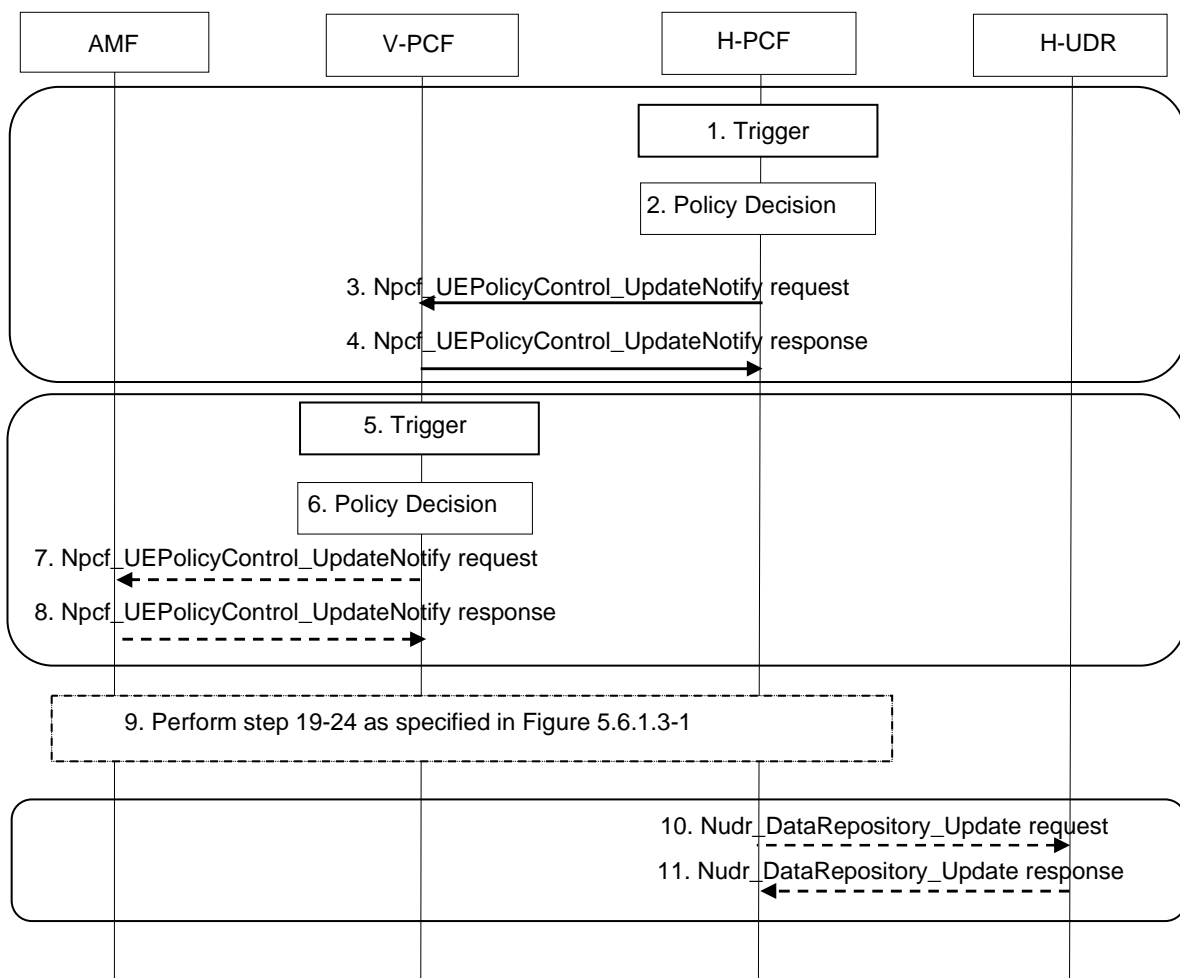 AMF
V-PCF
H-PCF
H-UDR
1. Trigger
2. Policy Decision
3. Npcf_UEPolicyControl_UpdateNotify request
4. Npcf_UEPolicyControl_UpdateNotify response
5. Trigger
6. Policy Decision
7. Npcf_UEPolicyControl_UpdateNotify request
8. Npcf_UEPolicyControl_UpdateNotify response
9. Perform step 19-24 as specified in Figure 5.6.1.3-1
10. Nudr_DataRepository_Update request
11. Nudr_DataRepository_Update response